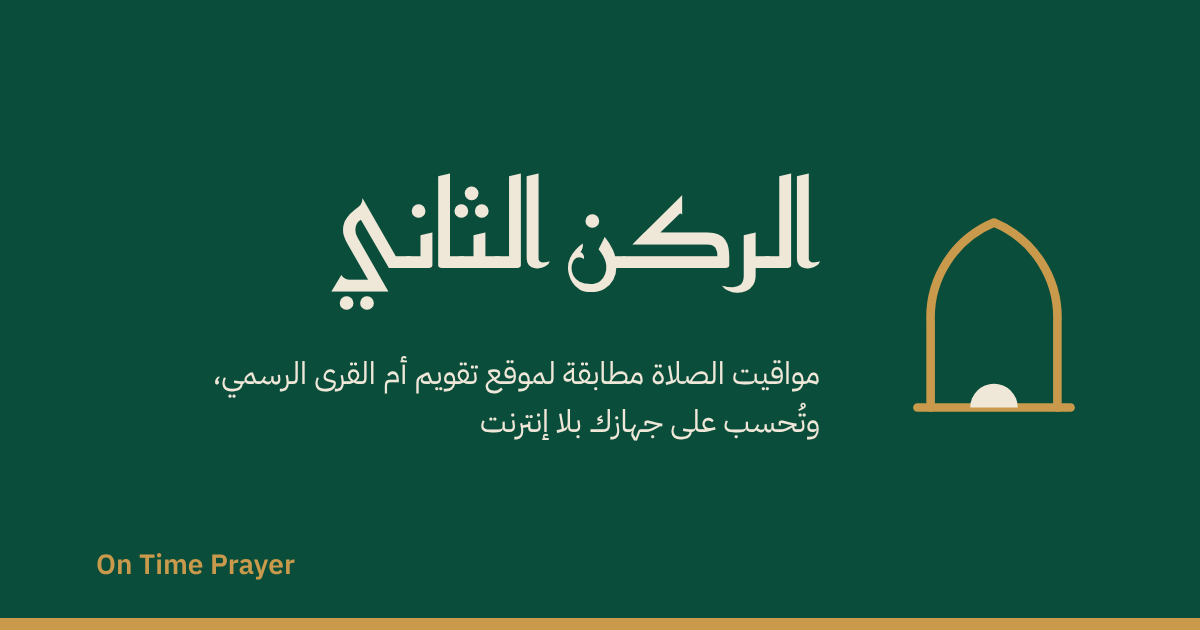 الركن الثاني
مواقيت الصلاة مطابقة لموقع تقويم أم القرى الرسمي،
وتُحسب على جهازك بلا إنترنت
On Time Prayer